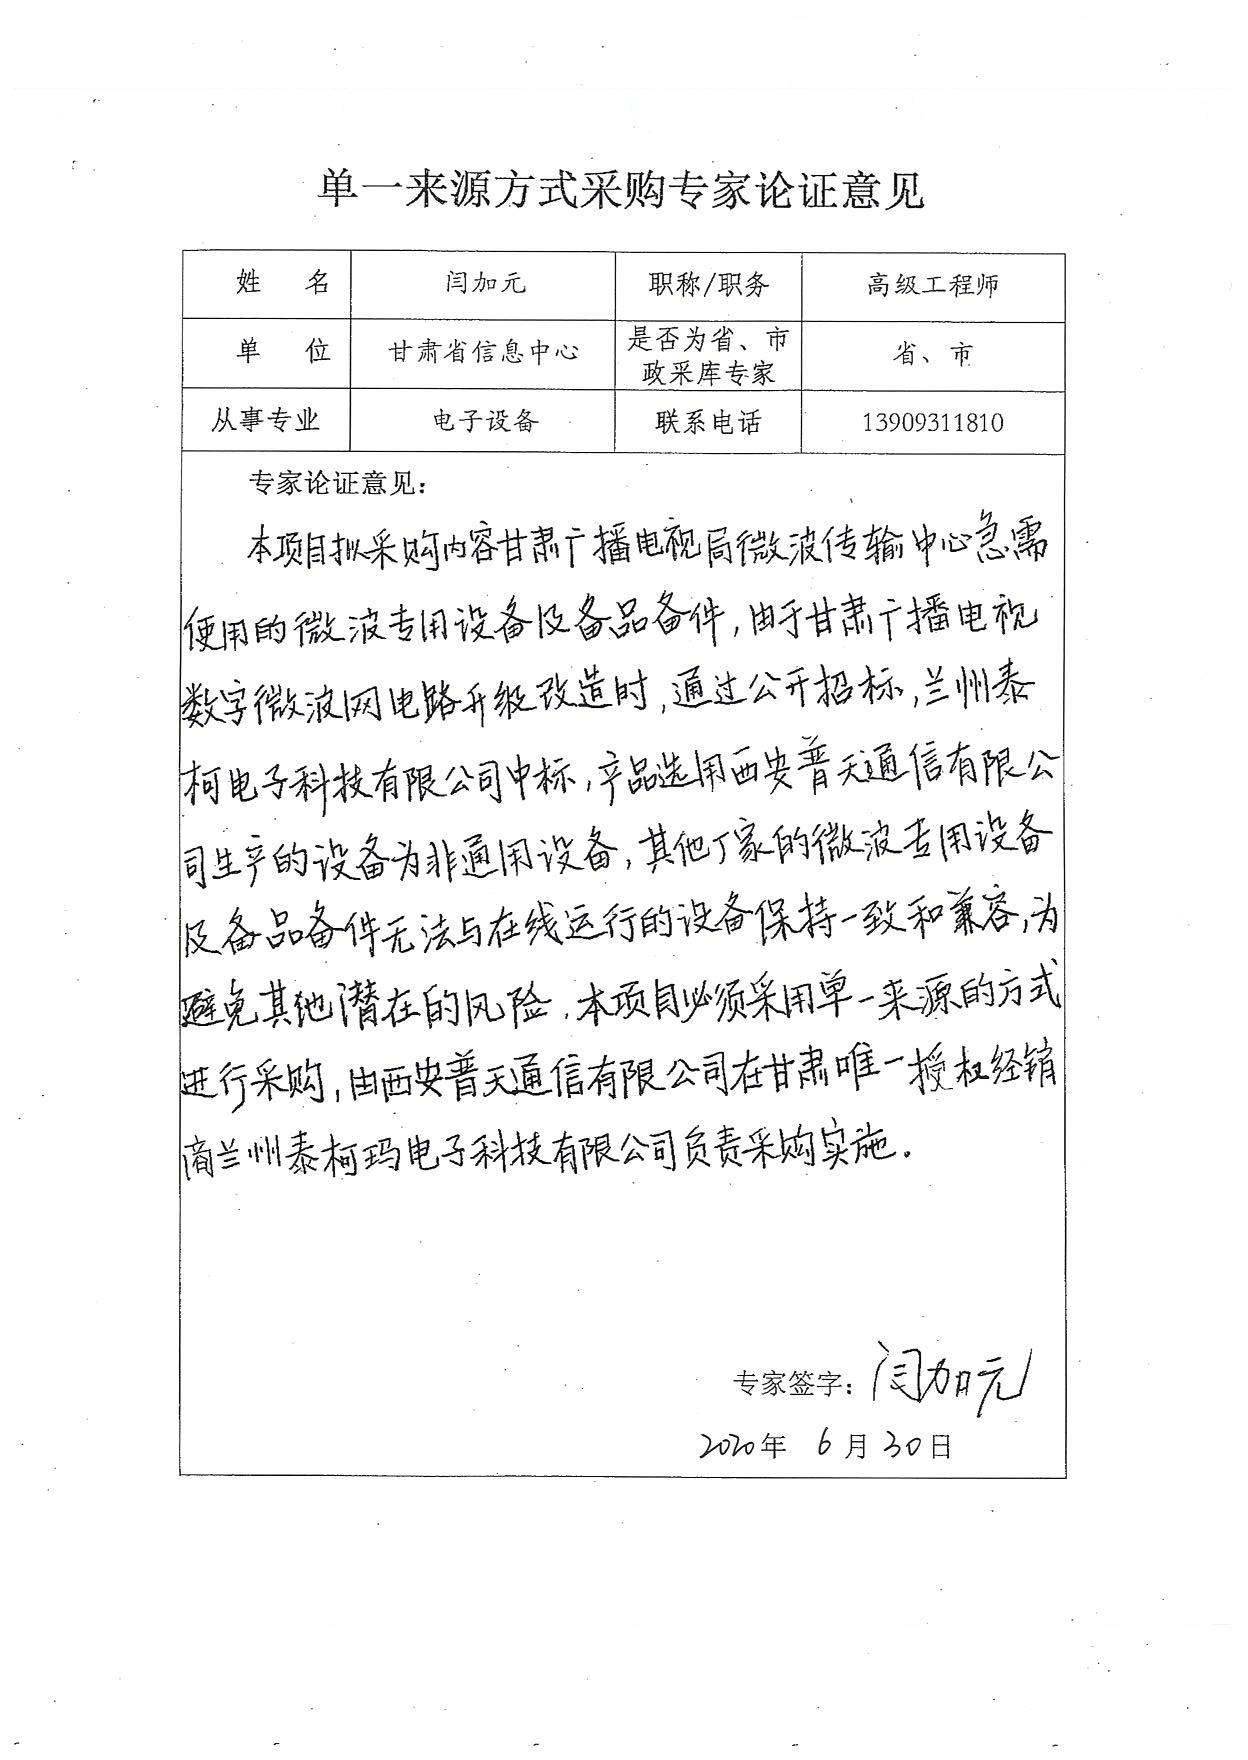 单一来源方式采购专家论证意见
姓 名 闫加元 职称/职务 高级工程师
单 位 甘肃省信息中心 是否为省、市政采库专家 省、市
从事专业 电子设备 联系电话 13909311810
专家论证意见：
本项目拟采购内容甘肃广播电视局微波传输中心急需
使用的微波专用设备及备品备件,由于甘肃广播电视
数字微波网电路升级改造时,通过公开招标,兰州泰
柯电子科技有限公司中标,产品选用西安普天通信有限公
司生产的设备为非通用设备,其他厂家的微波专用设备
及备品备件无法与在线运行的设备保持一致和兼容,为
避免其他潜在的风险,本项目必须采用单一来源的方式
进行采购,由西安普天通信有限公司在甘肃唯一授权经销
商兰州泰柯玛电子科技有限公司负责采购实施.
专家签字：闫加元
2020年 6月30日